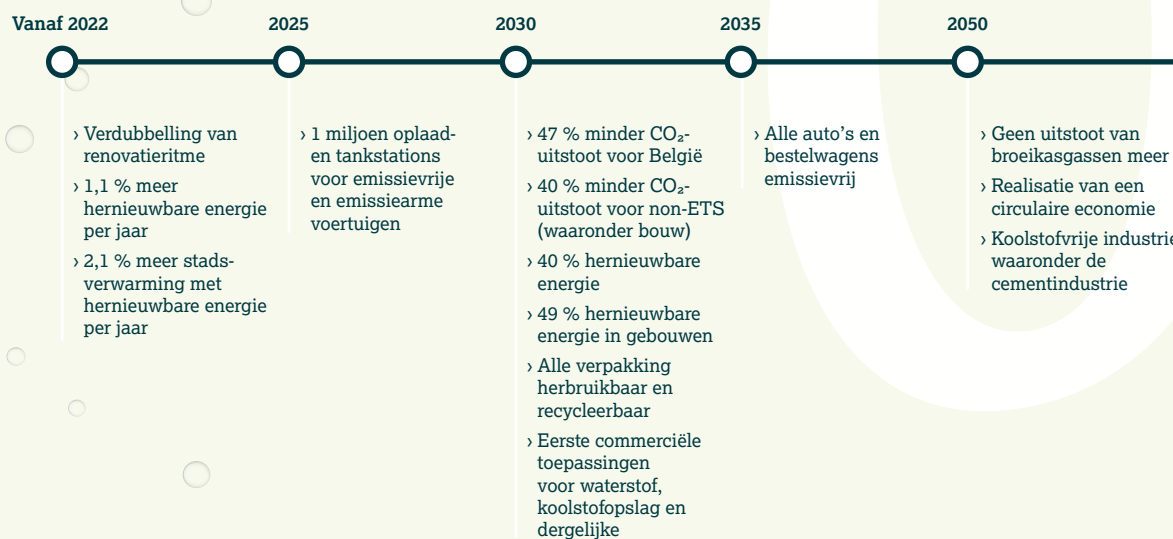 Vanaf 2022
2025
2030
2035
2050
› Verdubbelling van
renovatieritme
› 1,1 % meer
hernieuwbare energie
per jaar
› 2,1 % meer stads-
verwarming met
hernieuwbare energie
per jaar
› 1 miljoen oplaad-
en tankstations
voor emissievrije
en emissiearme
voertuigen
› 47 % minder CO₂-
uitstoot voor België
› 40 % minder CO₂-
uitstoot voor non-ETS
(waaronder bouw)
› 40 % hernieuwbare
energie
› 49 % hernieuwbare
energie in gebouwen
› Alle verpakking
herbruikbaar en
recycleerbaar
› Eerste commerciële
toepassingen
voor waterstof,
koolstofopslag en
dergelijke
› Alle auto’s en
bestelwagens
emissievrij
› Geen uitstoot van
broeikasgassen meer
› Realisatie van een
circulaire economie
› Koolstofvrije industrie
waaronder de
cementindustrie